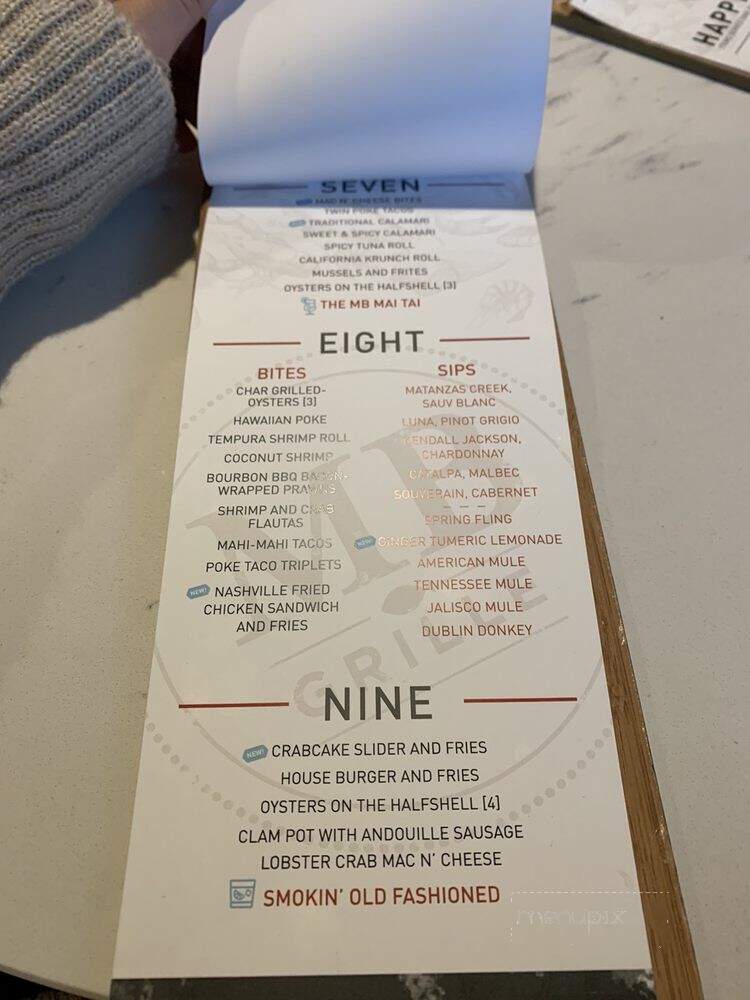 HAPP
SEVEN
NEW! MAC N' CHEESE BITES
TWIN POKE TACOS
NEW! TRADITIONAL CALAMARI
SWEET & SPICY CALAMARI
SPICY TUNA ROLL
CALIFORNIA KRUNCH ROLL
MUSSELS AND FRITES
OYSTERS ON THE HALFSHELL [3]
THE MB MAI TAI
EIGHT
BITES
CHAR GRILLED-
OYSTERS [3]
HAWAIIAN POKE
TEMPURA SHRIMP ROLL
COCONUT SHRIMP
BOURBON BBQ BACON-
WRAPPED PRAWNS
SHRIMP AND CRAB
FLAUTAS
MAHI-MAHI TACOS
POKE TACO TRIPLETS
NEW! NASHVILLE FRIED
CHICKEN SANDWICH
AND FRIES
SIPS
MATANZAS CREEK,
SAUV BLANC
LUNA, PINOT GRIGIO
KENDALL JACKSON,
CHARDONNAY
CATALPA, MALBEC
SOUVERAIN, CABERNET
SPRING FLING
NEW! GINGER TUMERIC LEMONADE
AMERICAN MULE
TENNESSEE MULE
JALISCO MULE
DUBLIN DONKEY
MB
GRILLE
NINE
NEW! CRABCAKE SLIDER AND FRIES
HOUSE BURGER AND FRIES
OYSTERS ON THE HALFSHELL [4]
CLAM POT WITH ANDOUILLE SAUSAGE
LOBSTER CRAB MAC N' CHEESE
SMOKIN' OLD FASHIONED
menupix